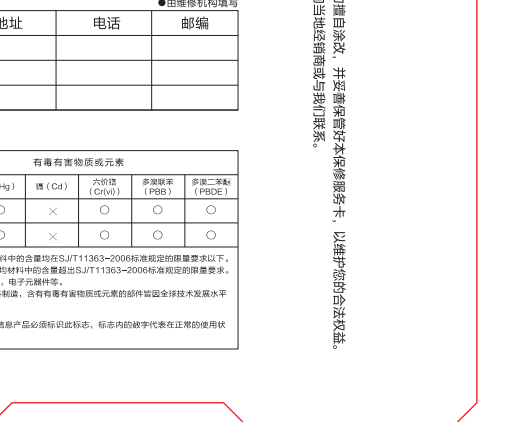 ●由维修机构填写
地址 电话 邮编
有毒有害物质或元素
Hg） 镉（Cd） 六价铬（Cr(vi)） 多溴联苯（PBB） 多溴二苯醚（PBDE）
○ × ○ ○ ○
○ × ○ ○ ○
料中的含量均在SJ/T11363-2006标准规定的限量要求以下。
均材料中的含量超出SJ/T11363-2006标准规定的限量要求。
，电子元器件等。
制造，含有有毒有害物质或元素的部件皆因全球技术发展水平
信息产品必须标识此标志，标志内的数字代表在正常的使用状
擅自涂改，并妥善保管好本保修服务卡，以维护您的合法权益。
当地经销商或与我们联系。